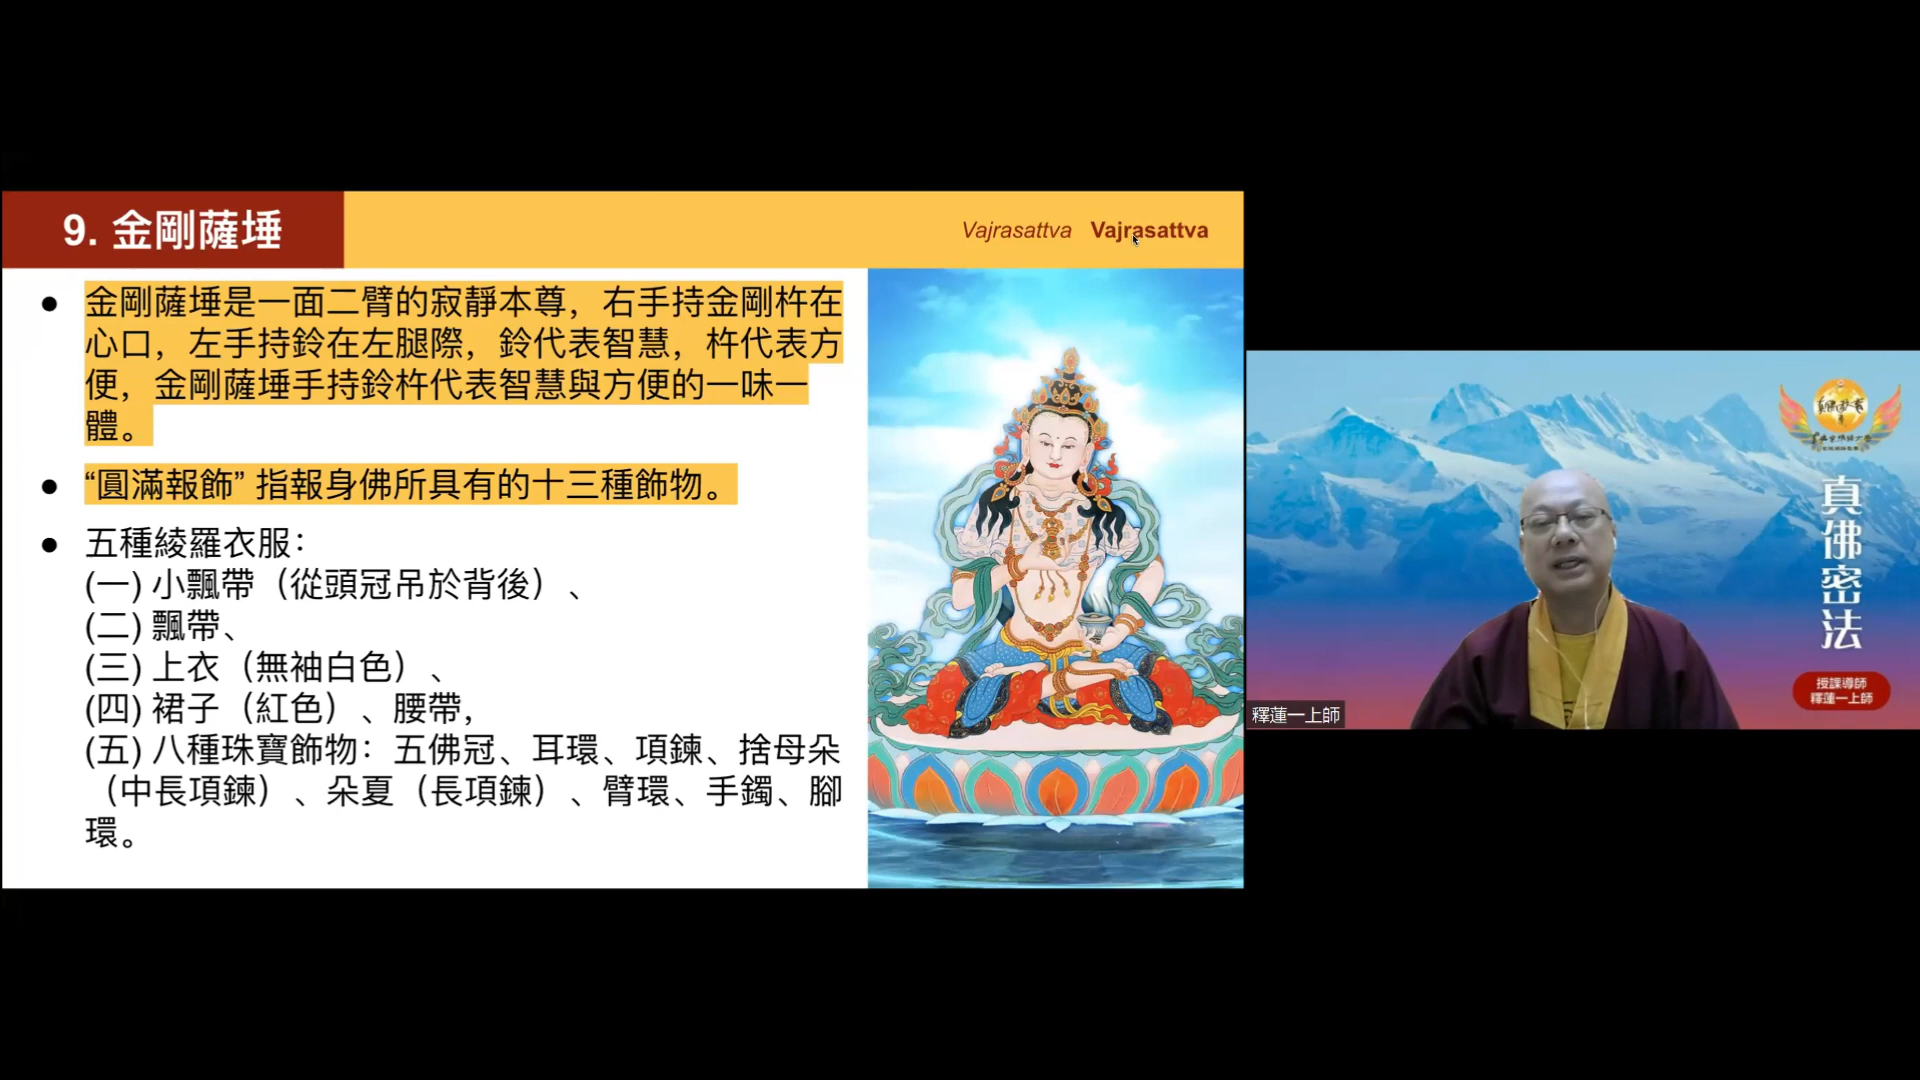 9. 金剛薩埵
Vajrasattva Vajrasattva
● 金剛薩埵是一面二臂的寂靜本尊，右手持金剛杵在
心口，左手持鈴在左腿際，鈴代表智慧，杵代表方
便，金剛薩埵手持鈴杵代表智慧與方便的一味一
體。
● “圓滿報飾” 指報身佛所具有的十三種飾物。
● 五種綾羅衣服：
(一) 小飄帶（從頭冠吊於背後）、
(二) 飄帶、
(三) 上衣（無袖白色）、
(四) 裙子（紅色）、腰帶，
(五) 八種珠寶飾物：五佛冠、耳環、項鍊、捨母朵
（中長項鍊）、朵夏（長項鍊）、臂環、手鐲、腳
環。
真佛密法
授課導師
釋蓮一上師
釋蓮一上師